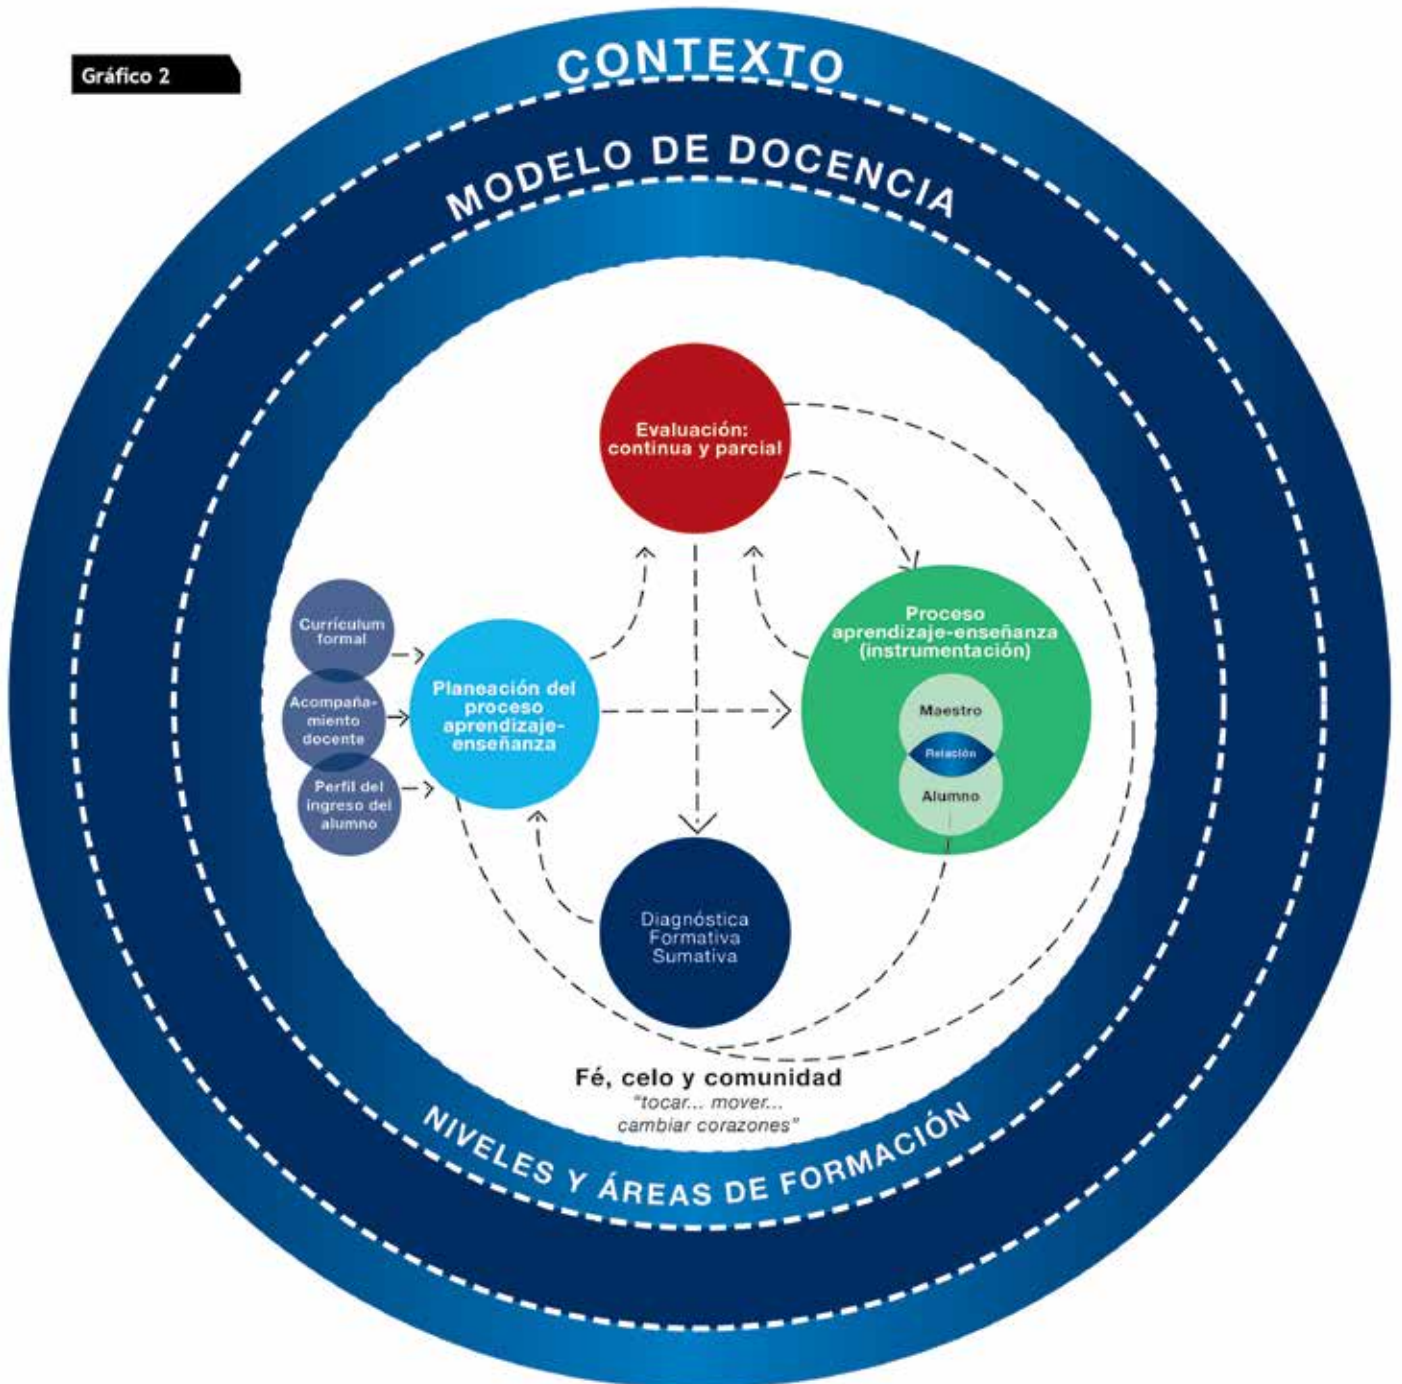 Gráfico 2
CONTEXTO
MODELO DE DOCENCIA
Evaluación:
continua y parcial
Currículum
formal
Acompaña-
miento
docente
Perfil del
ingreso del
alumno
Planeación del
proceso
aprendizaje-
enseñanza
Proceso
aprendizaje-enseñanza
(instrumentación)
Maestro
Relación
Alumno
Diagnóstica
Formativa
Sumativa
Fé, celo y comunidad
"tocar... mover...
cambiar corazones"
NIVELES Y ÁREAS DE FORMACIÓN